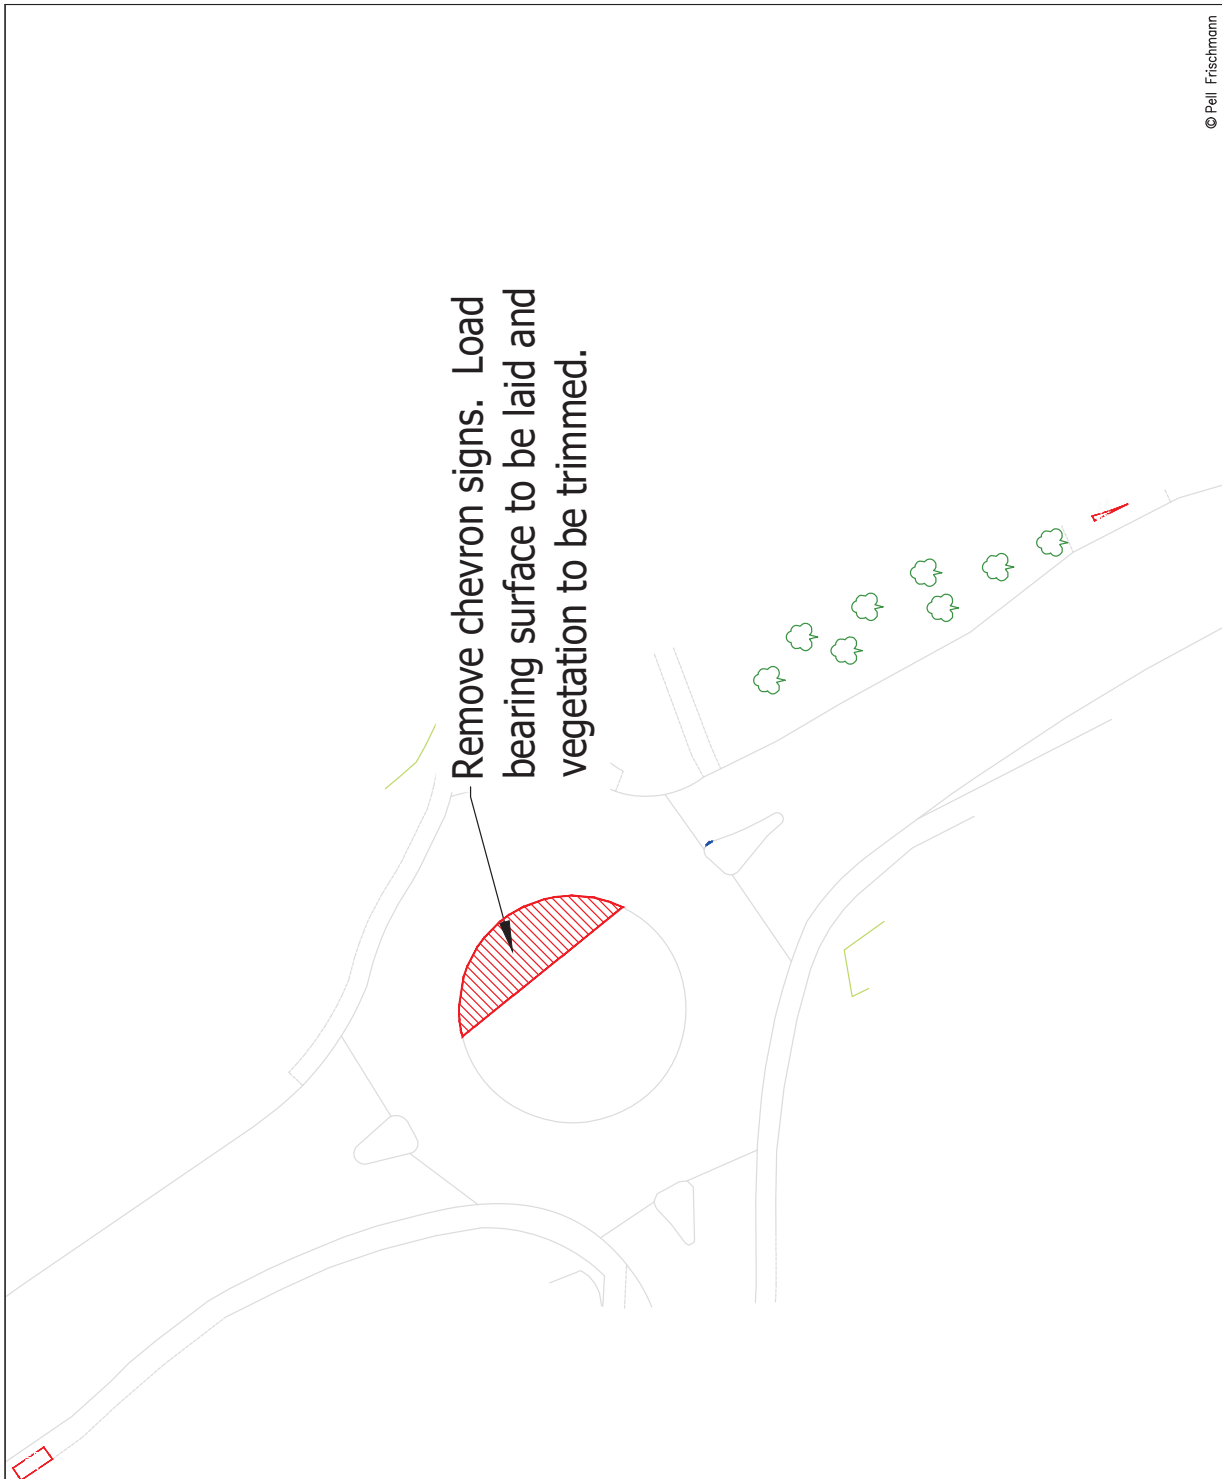 Remove chevron signs. Load
bearing surface to be laid and
vegetation to be trimmed.
© Pell Frischmann